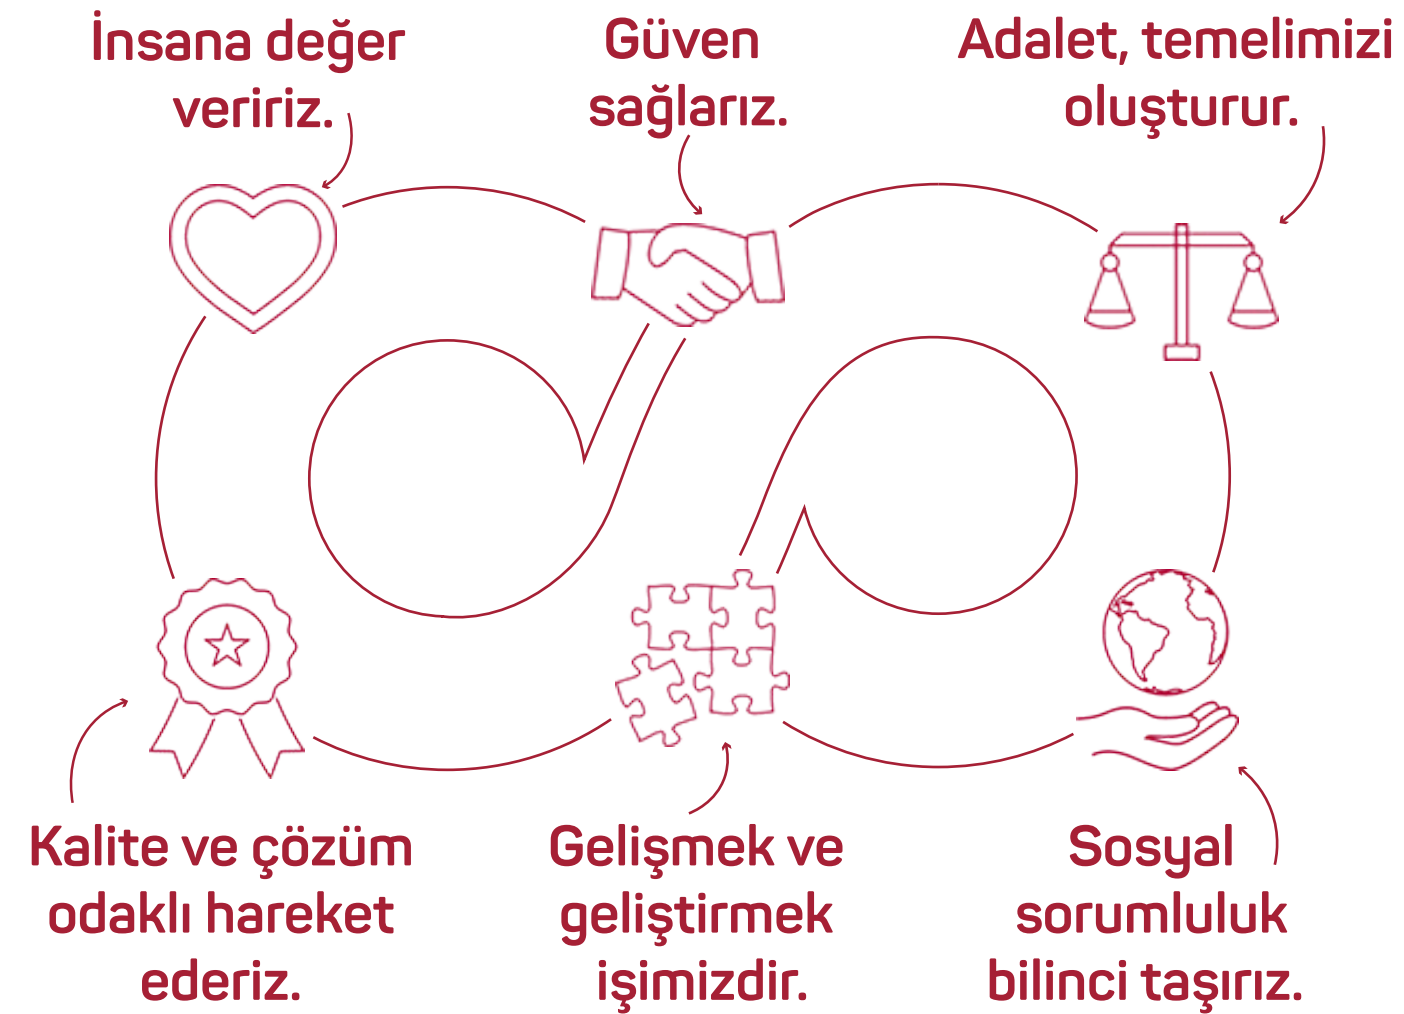 İnsana değer
veririz.
Güven
sağlarız.
Adalet, temelimizi
oluşturur.
Kalite ve çözüm
odaklı hareket
ederiz.
Gelişmek ve
geliştirmek
işimizdir.
Sosyal
sorumluluk
bilinci taşırız.